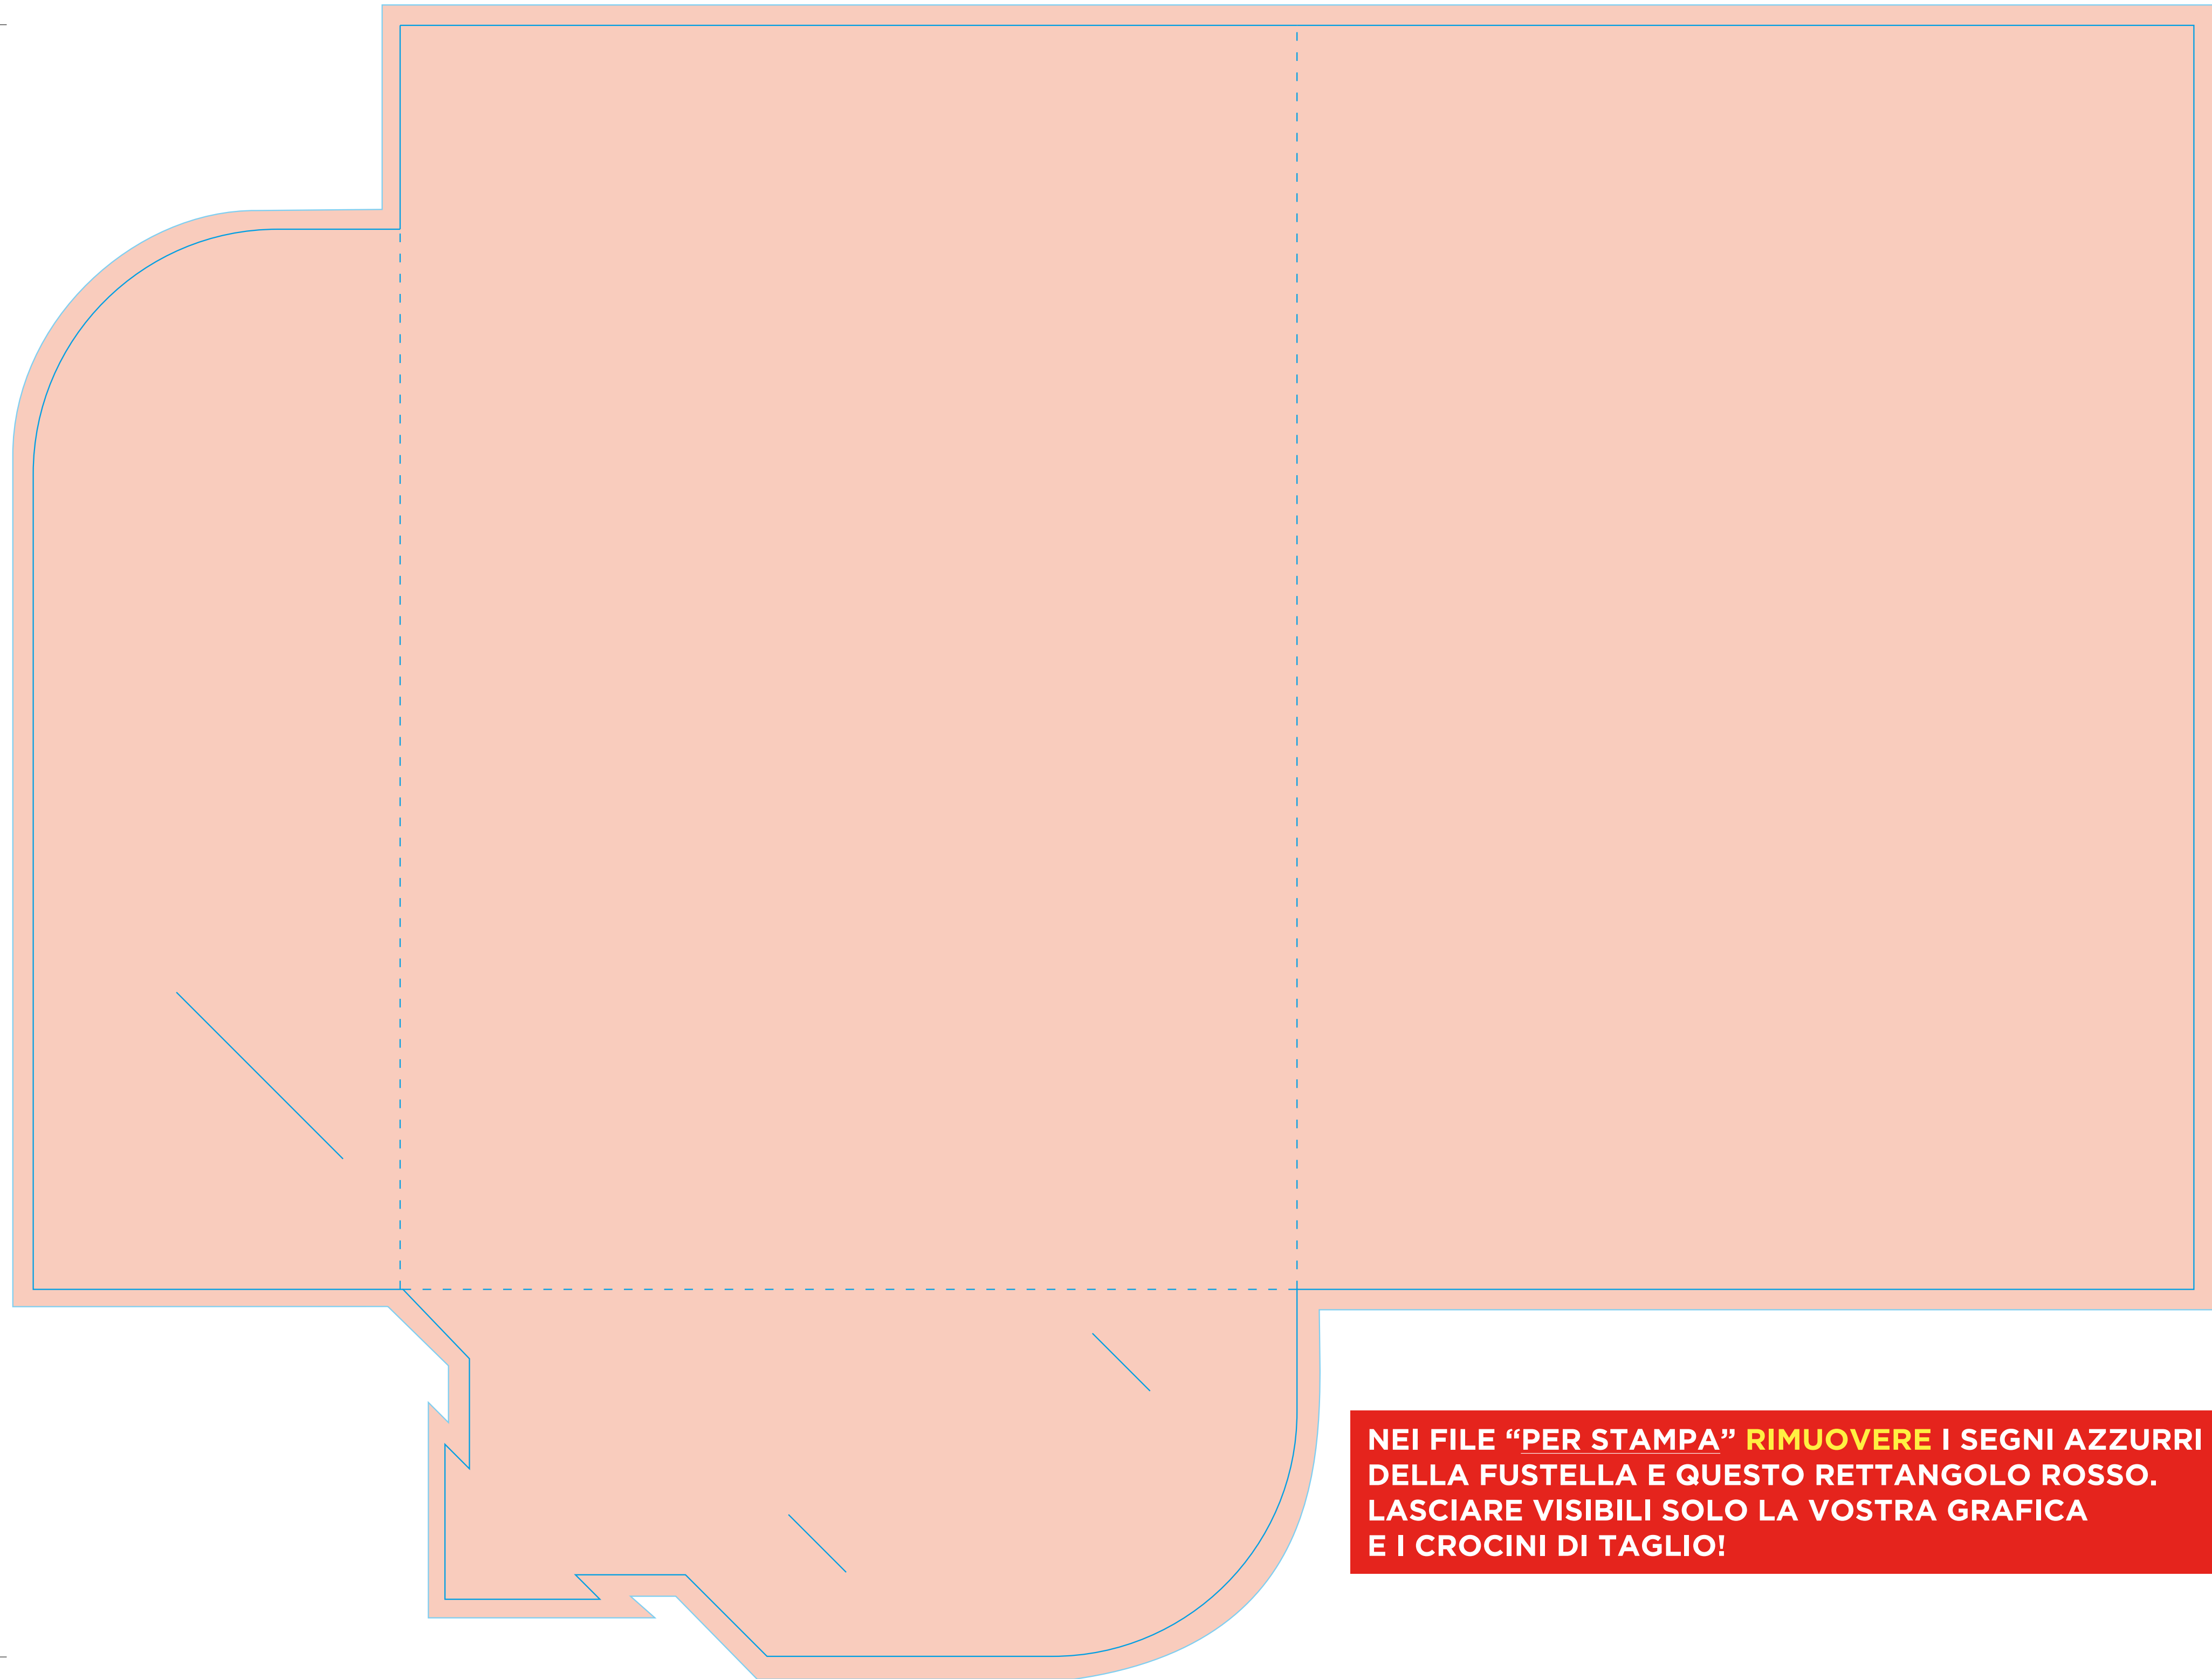 NEI FILE “PER STAMPA” RIMUOVERE I SEGNI AZZURRI
DELLA FUSTELLA E QUESTO RETTANGOLO ROSSO.
LASCIARE VISIBILI SOLO LA VOSTRA GRAFICA
E I CROCINI DI TAGLIO!